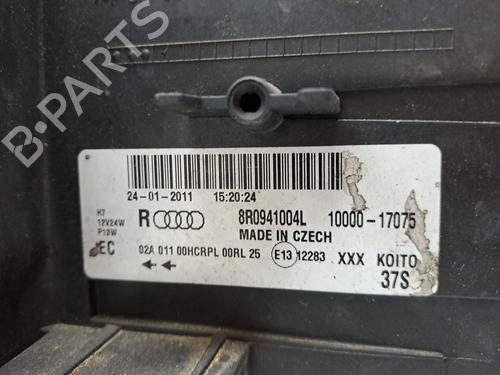 B-PARTS
24-01-2011 15:20:24
H7
12V24W
P13W
R 8R0941004L 10000-17075
MADE IN CZECH
EC 02A 011 00HCRPL 00RL 25 E13 12283 XXX KOITO
37S